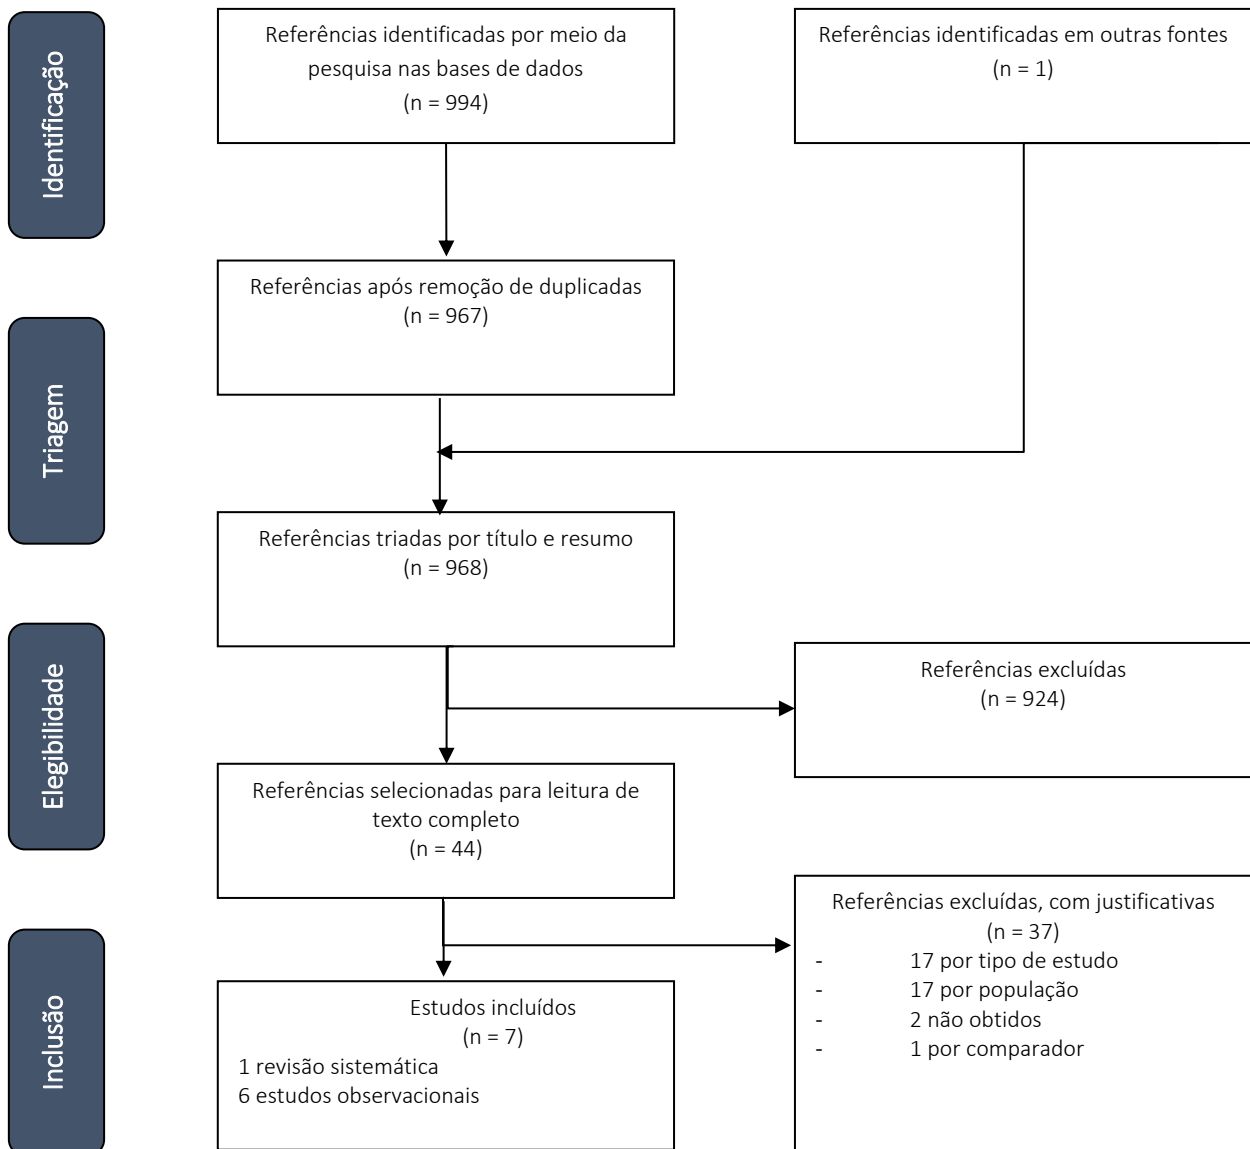 Identificação
Referências identificadas por meio da
pesquisa nas bases de dados
(n = 994)
Referências identificadas em outras fontes
(n = 1)
Triagem
Referências após remoção de duplicadas
(n = 967)
Referências triadas por título e resumo
(n = 968)
Elegibilidade
Referências excluídas
(n = 924)
Referências selecionadas para leitura de
texto completo
(n = 44)
Inclusão
Referências excluídas, com justificativas
(n = 37)
- 17 por tipo de estudo
- 17 por população
- 2 não obtidos
- 1 por comparador
Estudos incluídos
(n = 7)
1 revisão sistemática
6 estudos observacionais